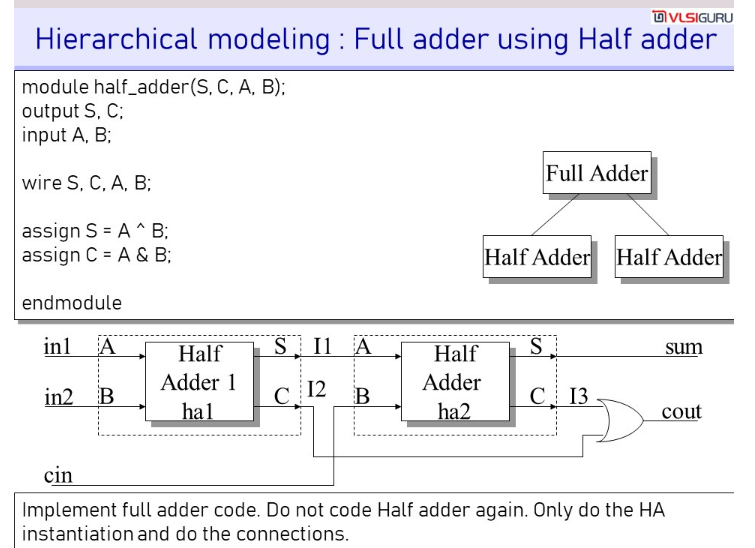 VLSIGURU
Hierarchical modeling : Full adder using Half adder
module half_adder(S, C, A, B);
output S, C;
input A, B;
wire S, C, A, B;
assign S = A ^ B;
assign C = A & B;
endmodule
Full Adder
Half Adder Half Adder
in1 A Half S I1 A Half S sum
Adder 1 Adder
in2 B ha1 C I2 B ha2 C I3 cout
cin
Implement full adder code. Do not code Half adder again. Only do the HA
instantiation and do the connections.